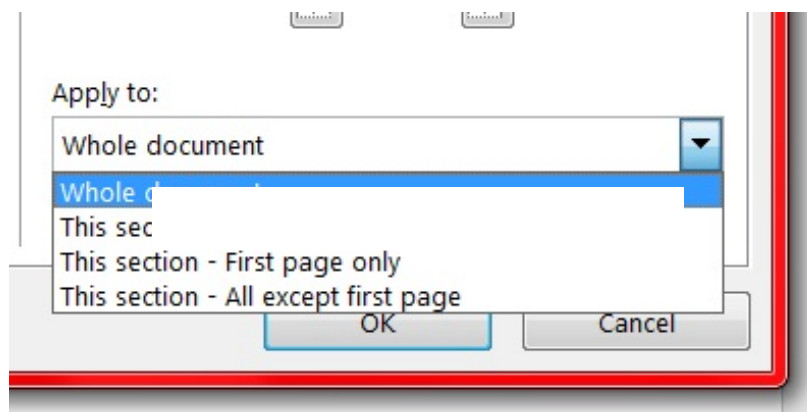 Apply to:
Whole document
Whole
This
This section - First page only
This section - All except first page
OK
Cancel